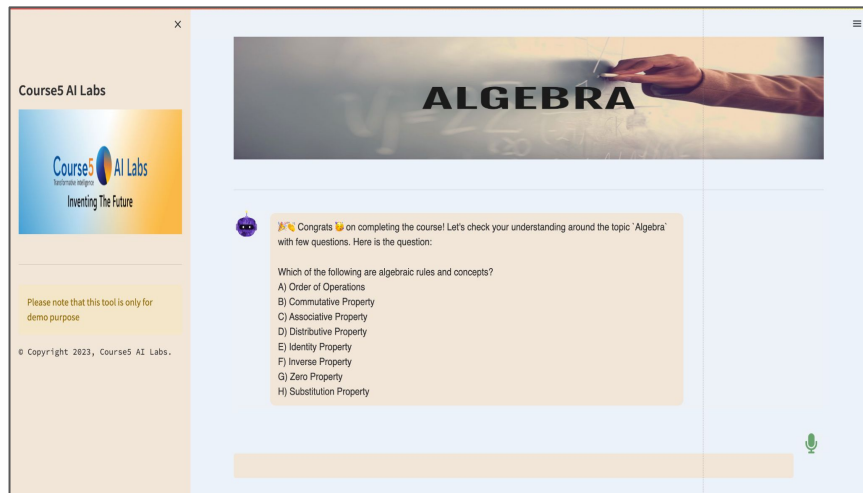 Course5 AI Labs
Course5 AI Labs
Transformative Intelligence
Inventing The Future
Please note that this tool is only for
demo purpose
© Copyright 2023, Course5 AI Labs.
ALGEBRA
🎉👏 Congrats 🥳 on completing the course! Let's check your understanding around the topic `Algebra`
with few questions. Here is the question:
Which of the following are algebraic rules and concepts?
A) Order of Operations
B) Commutative Property
C) Associative Property
D) Distributive Property
E) Identity Property
F) Inverse Property
G) Zero Property
H) Substitution Property